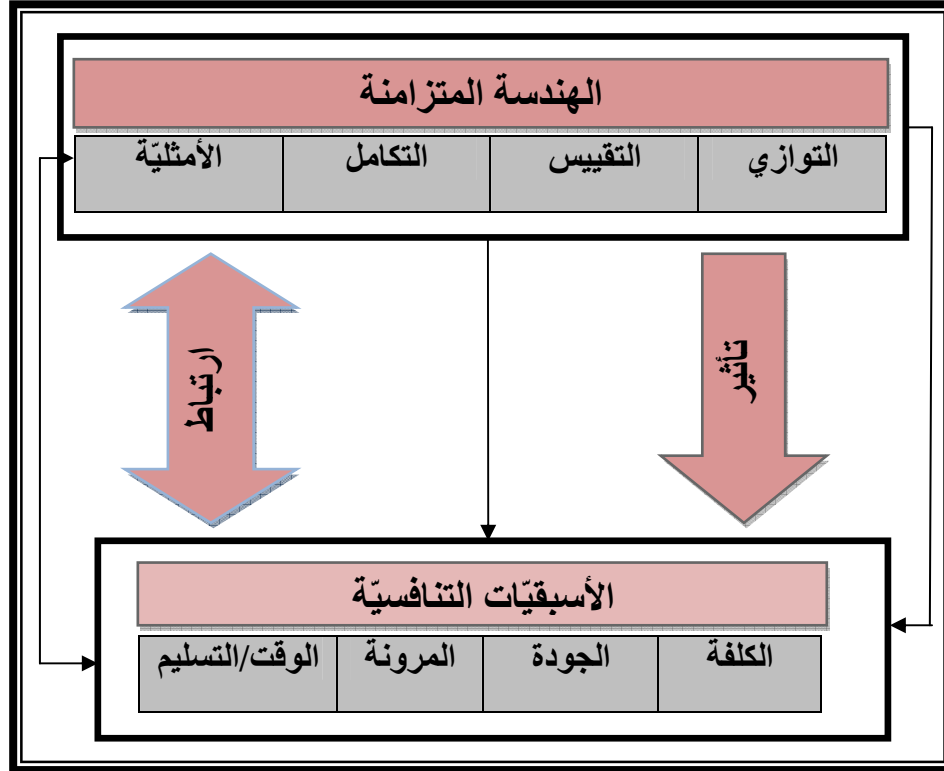 الهندسة المتزامنة
التوازي التقييس التكامل الأمثليّة
تأثير
ارتباط
الأسبقيّات التنافسيّة
الكلفة الجودة المرونة الوقت/التسليم